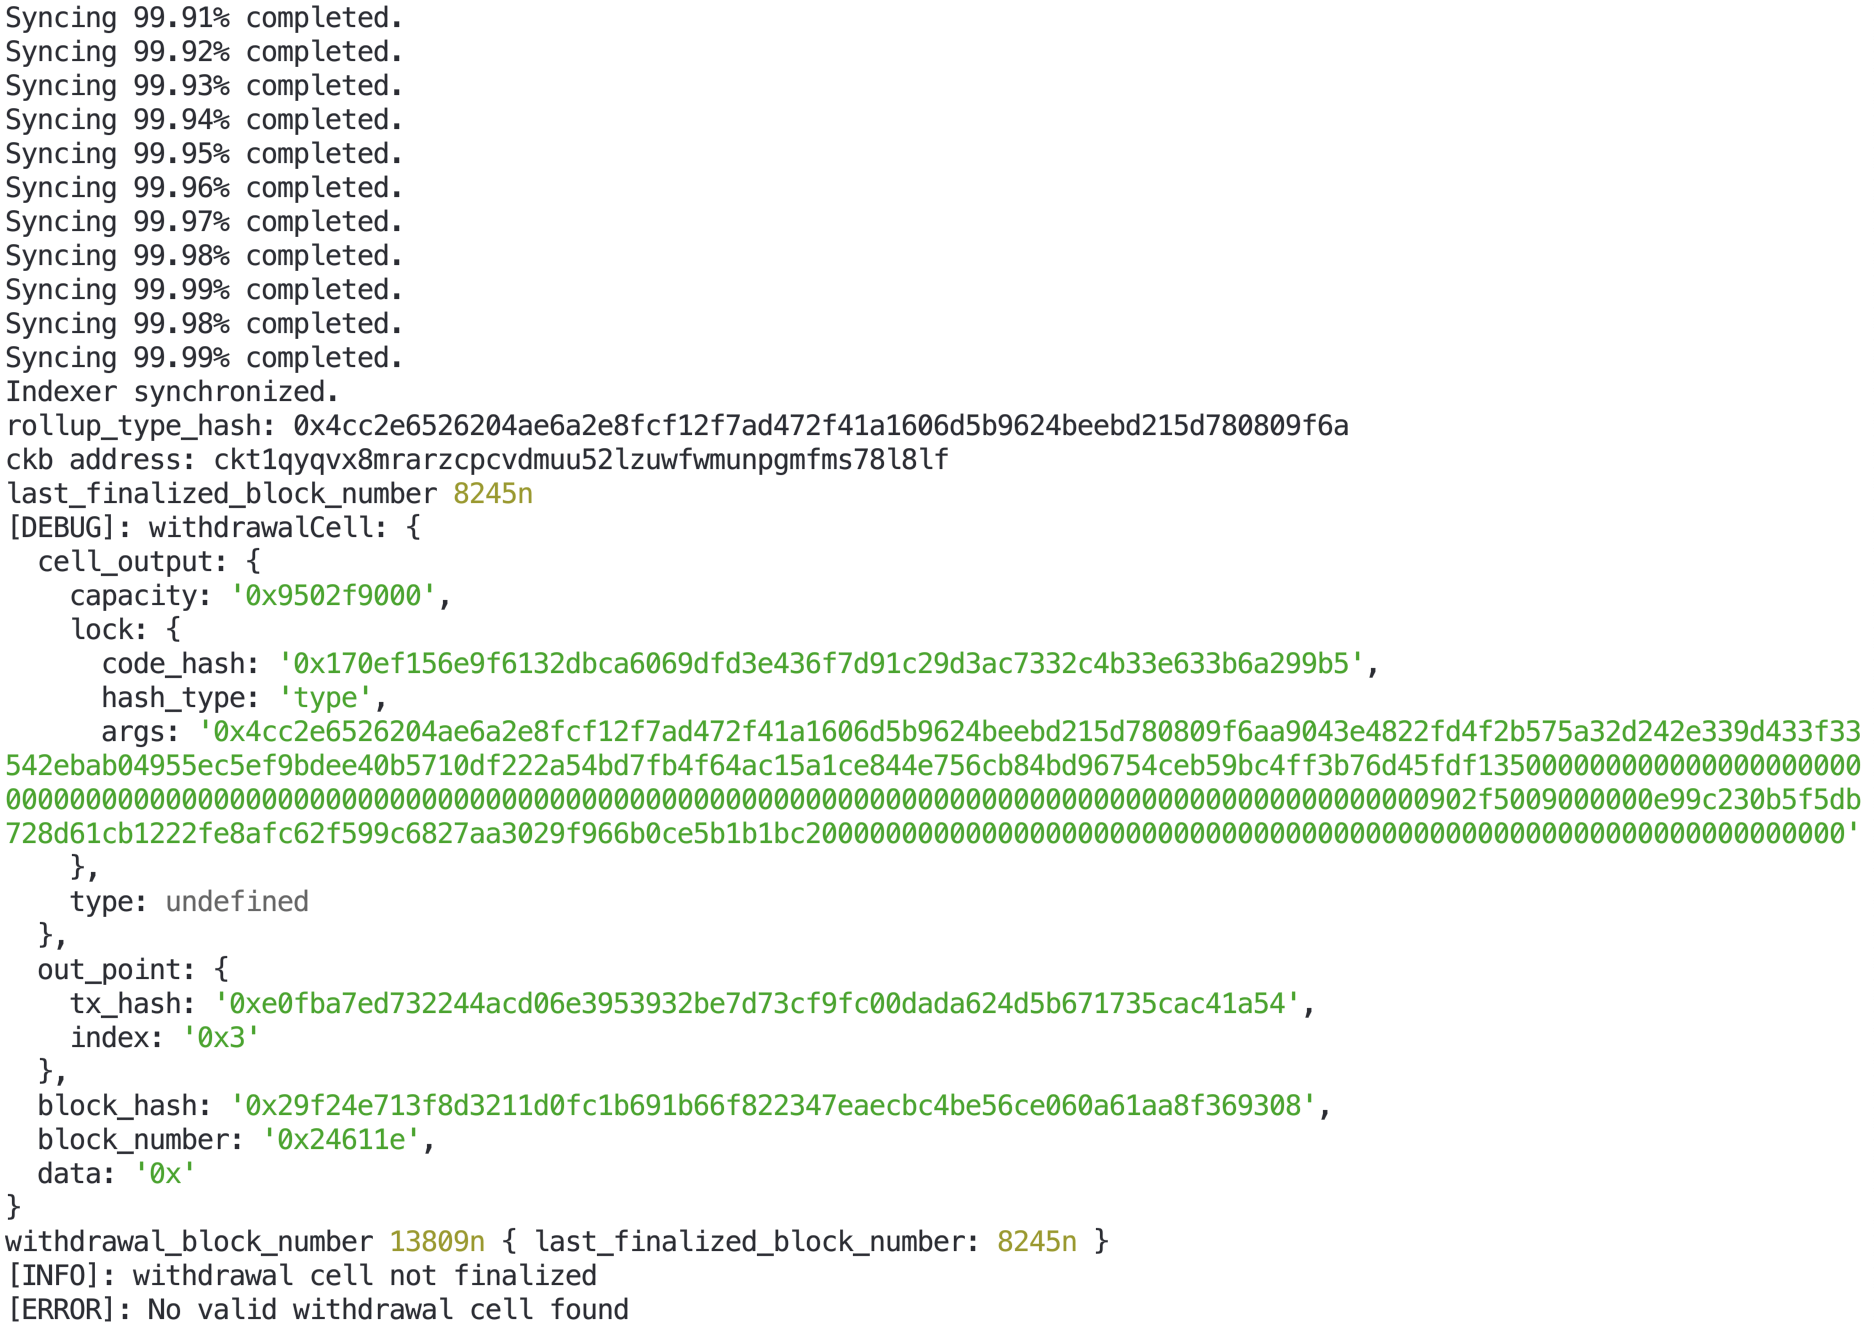 Syncing 99.91% completed.
Syncing 99.92% completed.
Syncing 99.93% completed.
Syncing 99.94% completed.
Syncing 99.95% completed.
Syncing 99.96% completed.
Syncing 99.97% completed.
Syncing 99.98% completed.
Syncing 99.99% completed.
Syncing 99.98% completed.
Syncing 99.99% completed.
Indexer synchronized.
rollup_type_hash: 0x4cc2e6526204ae6a2e8fcf12f7ad472f41a1606d5b9624beebd215d780809f6a
ckb address: ckt1qyqvx8mrarzcpcvdmuu52lzuwfwmunpgmfms78l8lf
last_finalized_block_number 8245n
[DEBUG]: withdrawalCell: {
  cell_output: {
    capacity: '0x9502f9000',
    lock: {
      code_hash: '0x170ef156e9f6132dbca6069dfd3e436f7d91c29d3ac7332c4b33e633b6a299b5',
      hash_type: 'type',
      args: '0x4cc2e6526204ae6a2e8fcf12f7ad472f41a1606d5b9624beebd215d780809f6aa9043e4822fd4f2b575a32d242e339d433f33
542ebab04955ec5ef9bdee40b5710df222a54bd7fb4f64ac15a1ce844e756cb84bd96754ceb59bc4ff3b76d45fdf1350000000000000000000000
00000000000000000000000000000000000000000000000000000000000000000000000000000000000000000902f5009000000e99c230b5f5db
728d61cb1222fe8afc62f599c6827aa3029f966b0ce5b1b1bc20000000000000000000000000000000000000000000000000000000000000000'
    },
    type: undefined
  },
  out_point: {
    tx_hash: '0xe0fba7ed732244acd06e3953932be7d73cf9fc00dada624d5b671735cac41a54',
    index: '0x3'
  },
  block_hash: '0x29f24e713f8d3211d0fc1b691b66f822347eaecbc4be56ce060a61aa8f369308',
  block_number: '0x24611e',
  data: '0x'
}
withdrawal_block_number 13809n { last_finalized_block_number: 8245n }
[INFO]: withdrawal cell not finalized
[ERROR]: No valid withdrawal cell found